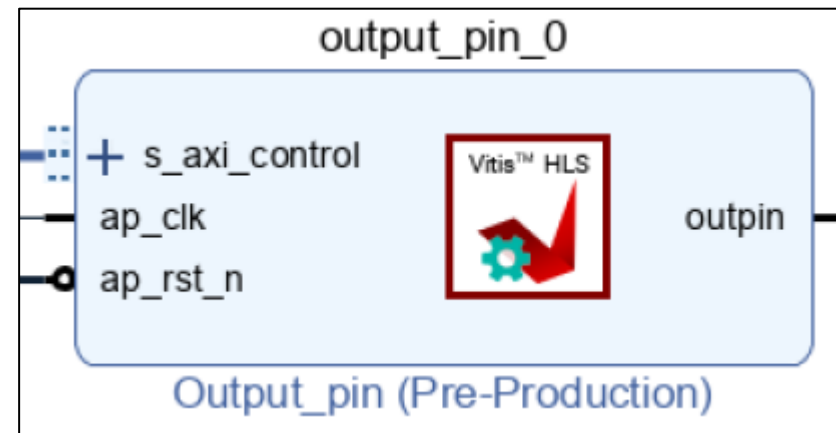 output_pin_0
s_axi_control
ap_clk
ap_rst_n
Vitis™ HLS
outpin
Output_pin (Pre-Production)